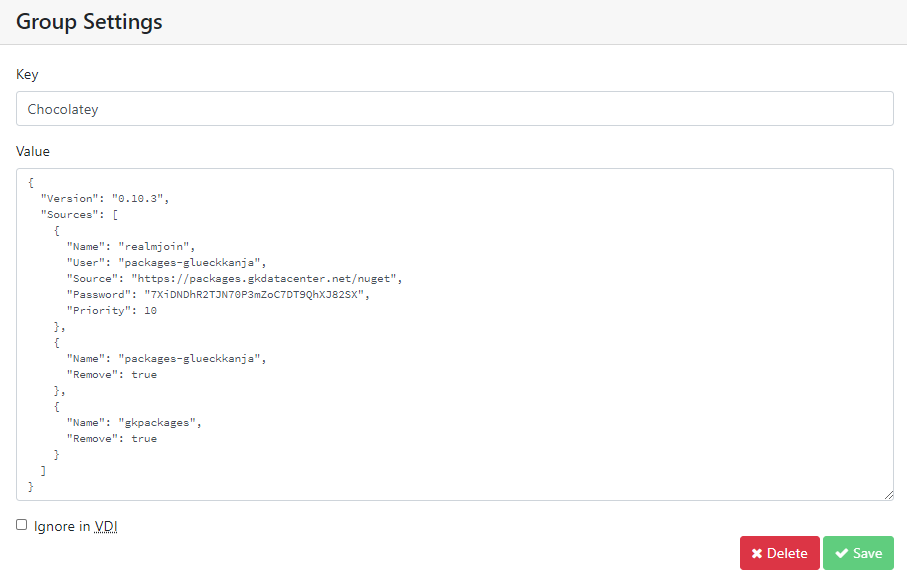 Group Settings
Key
Chocolatey
Value
{
"Version": "0.10.3",
"Sources": [
{
"Name": "realmjoin",
"User": "packages-glueckkanja",
"Source": "https://packages.gkdatacenter.net/nuget",
"Password": "7XiDNDhR2TJN70P3mZoC7DT9QhXJ82SX",
"Priority": 10
},
{
"Name": "packages-glueckkanja",
"Remove": true
},
{
"Name": "gkpackages",
"Remove": true
}
]
}
Ignore in VDI
Delete Save